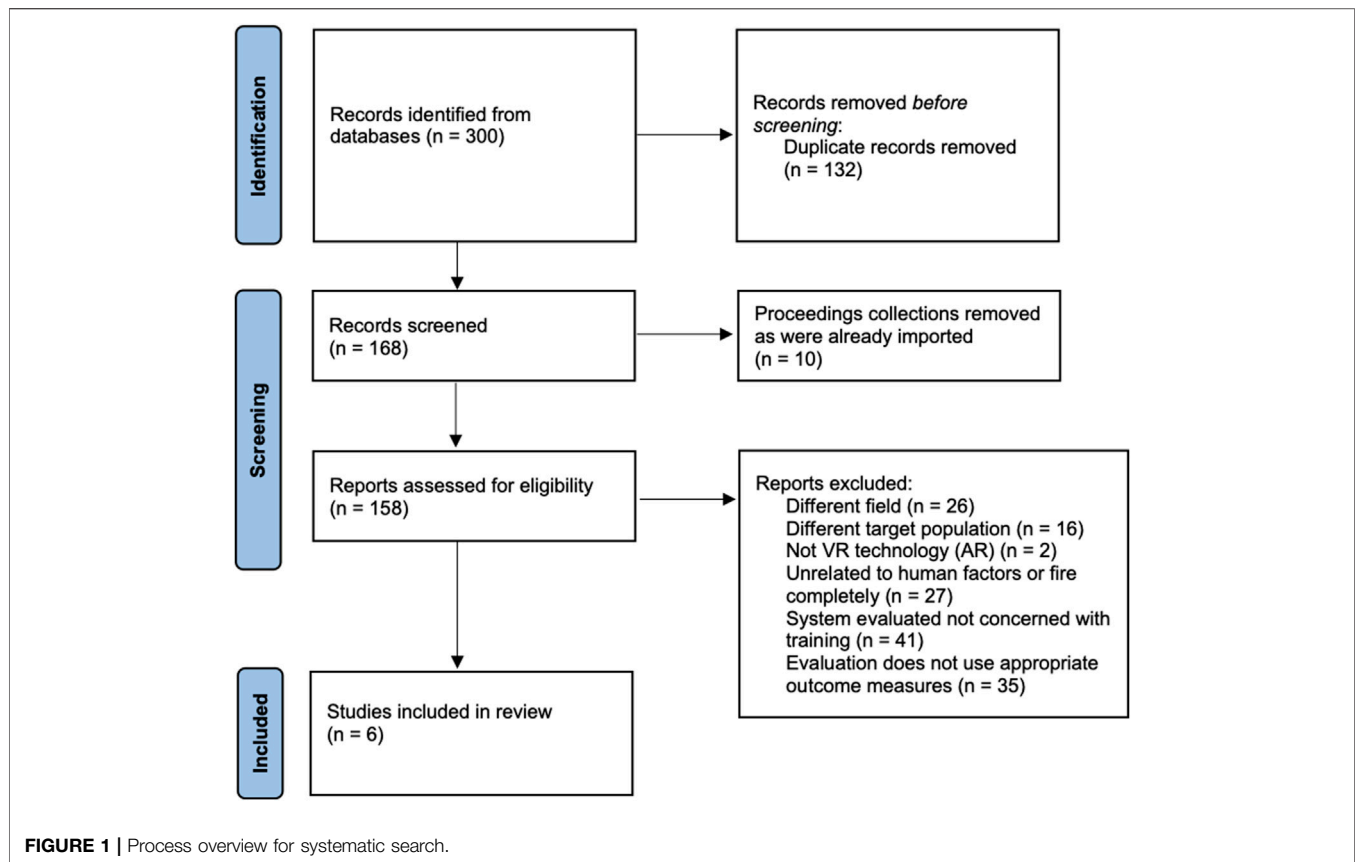 Identification
Records identified from
databases (n = 300)
Records removed before
screening:
Duplicate records removed
(n = 132)
Screening
Records screened
(n = 168)
Proceedings collections removed
as were already imported
(n = 10)
Reports assessed for eligibility
(n = 158)
Reports excluded:
Different field (n = 26)
Different target population (n = 16)
Not VR technology (AR) (n = 2)
Unrelated to human factors or fire
completely (n = 27)
System evaluated not concerned with
training (n = 41)
Evaluation does not use appropriate
outcome measures (n = 35)
Included
Studies included in review
(n = 6)
FIGURE 1 | Process overview for systematic search.